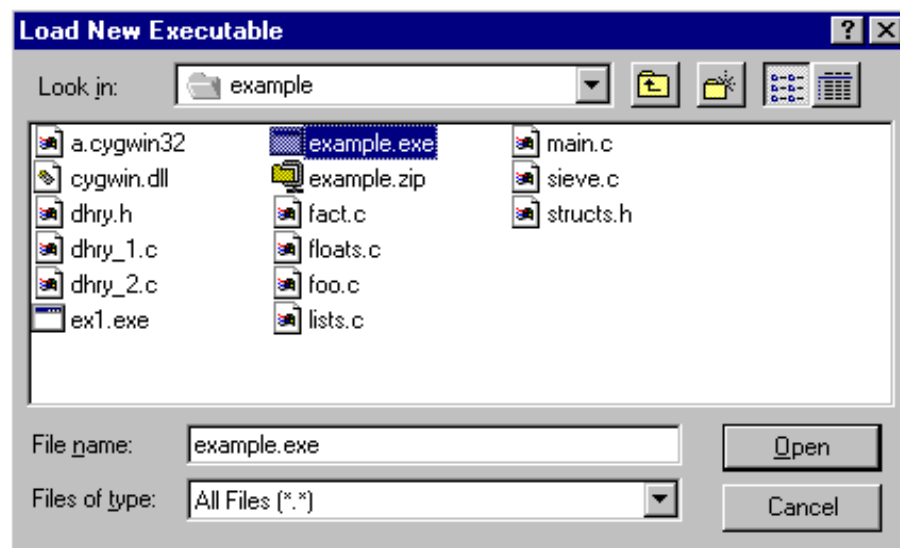 Load New Executable
Look in: example
a.cygwin32 example.exe main.c
cygwin.dll example.zip sieve.c
dhry.h fact.c structs.h
dhry_1.c floats.c
dhry_2.c foo.c
ex1.exe lists.c
File name: example.exe Open
Files of type: All Files (*.*) Cancel